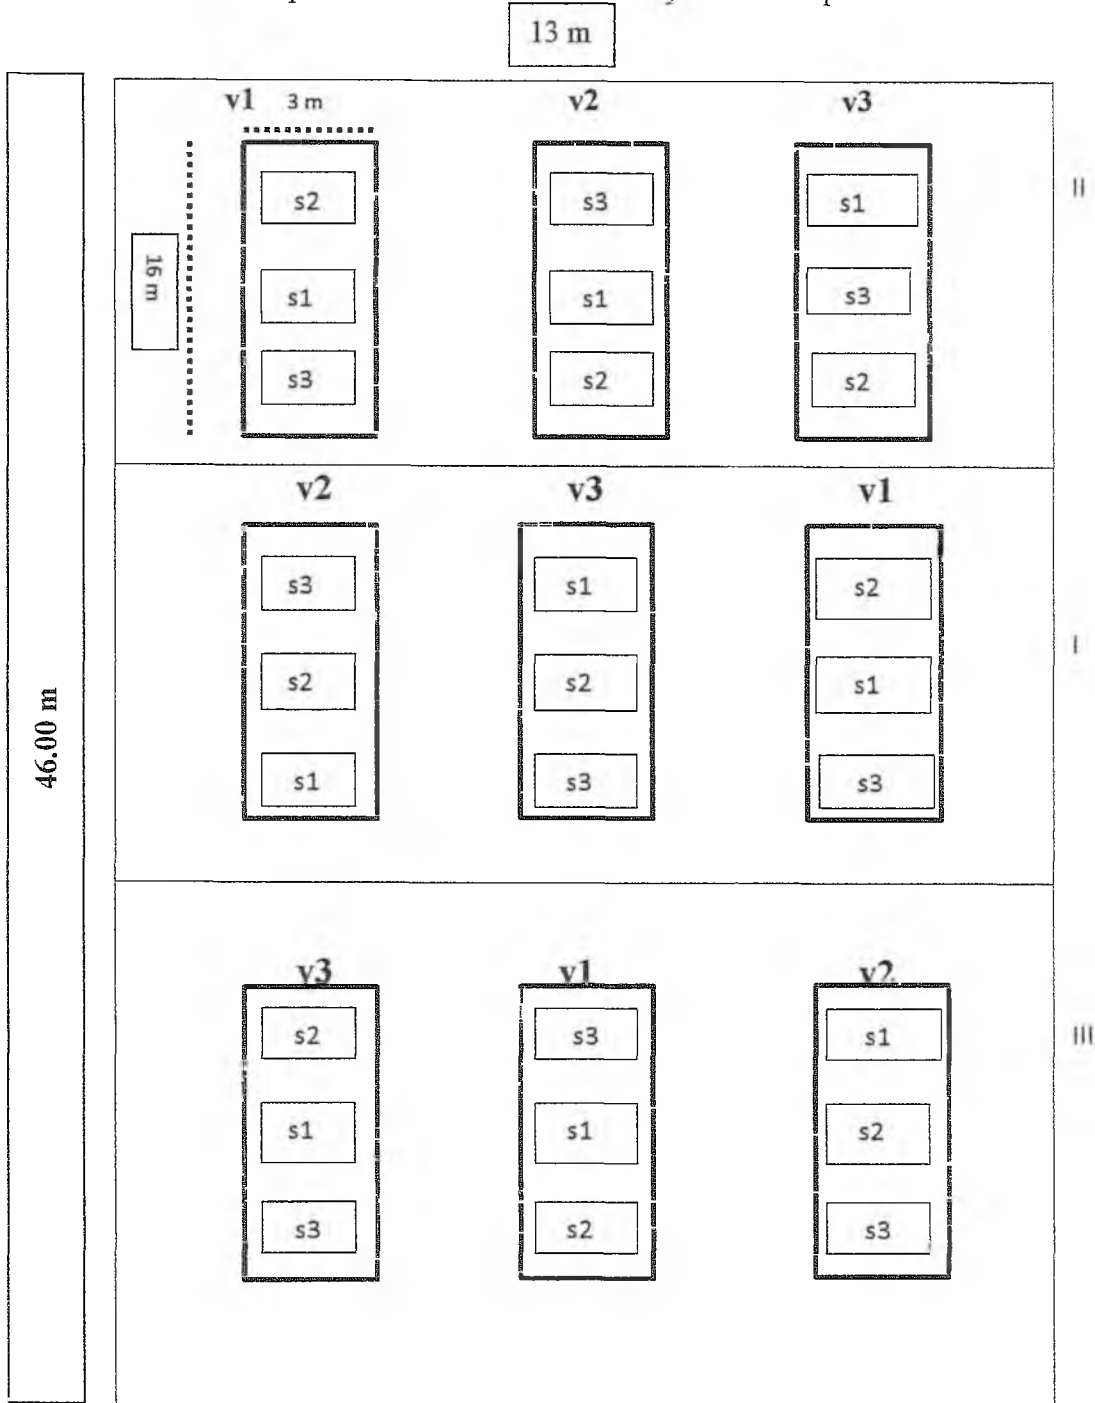 13 m
v1 3 m v2 v3
s2 s3 s1
II
16 m
s1 s1 s3
s3 s2 s2
v2 v3 v1
s3 s1 s2
I
s2 s2 s1
46.00 m
s1 s3 s3
v3 v1 v2
s2 s3 s1
III
s1 s1 s2
s3 s2 s3